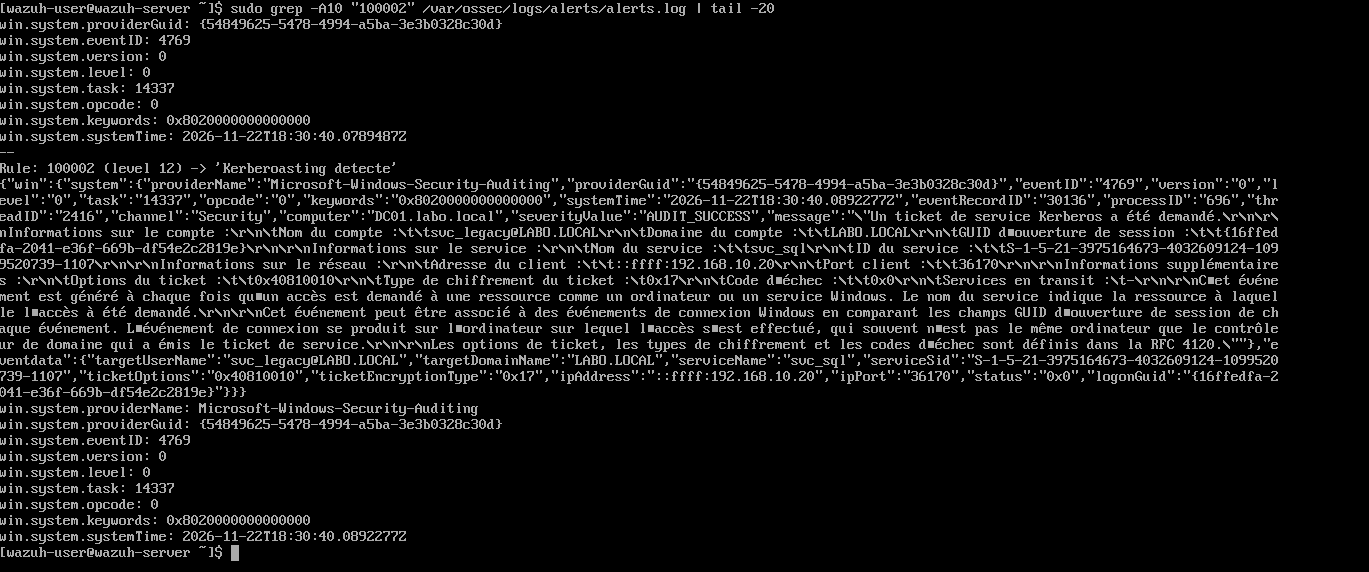 [wazuh-user@wazuh-server ~]$ sudo grep -A10 "100002" /var/ossec/logs/alerts/alerts.log | tail -20
win.system.providerGuid: {54849625-5478-4994-a5ba-3e3b0328c30d}
win.system.eventID: 4769
win.system.version: 0
win.system.level: 0
win.system.task: 14337
win.system.opcode: 0
win.system.keywords: 0x8020000000000000
win.system.systemTime: 2026-11-22T18:30:40.0789487Z
--
Rule: 100002 (level 12) -> 'Kerberoasting detecte'
{"win":{"system":{"providerName":"Microsoft-Windows-Security-Auditing","providerGuid":"{54849625-5478-4994-a5ba-3e3b0328c30d}","eventID":"4769","version":"0","l
evel":"0","task":"14337","opcode":"0","keywords":"0x8020000000000000","systemTime":"2026-11-22T18:30:40.0892277Z","eventRecordID":"30136","processID":"696","thr
eadID":"2416","channel":"Security","computer":"DC01.labo.local","severityValue":"AUDIT_SUCCESS","message":"\"Un ticket de service Kerberos a été demandé.\r\n\r\
nInformations sur le compte :\r\n\tNom du compte :\t\tsvc_legacy@LABO.LOCAL\r\n\tDomaine du compte :\t\tLABO.LOCAL\r\n\tGUID d■ouverture de session :\t\t{16ffed
fa-2041-e36f-669b-df54e2c2819e}\r\n\r\nInformations sur le service :\r\n\tNom du service :\t\tsvc_sql\r\n\tID du service :\t\tS-1-5-21-3975164673-4032609124-109
9520739-1107\r\n\r\nInformations sur le réseau :\r\n\tAdresse du client :\t\t::ffff:192.168.10.20\r\n\tPort client :\t\t36170\r\n\r\nInformations supplémentaire
s :\r\n\tOptions du ticket :\t\t0x40810010\r\n\tType de chiffrement du ticket :\t0x17\r\n\tCode d■échec :\t\t0x0\r\n\tServices en transit :\t-\r\n\r\nC■et événe
ment est généré à chaque fois qu■un accès est demandé à une ressource comme un ordinateur ou un service Windows. Le nom du service indique la ressource à laquel
le l■accès à été demandé.\r\n\r\nCet événement peut être associé à des événements de connexion Windows en comparant les champs GUID d■ouverture de session de ch
aque événement. L■événement de connexion se produit sur l■ordinateur sur lequel l■accès s■est effectué, qui souvent n■est pas le même ordinateur que le contrôle
ur de domaine qui a émis le ticket de service.\r\n\r\nLes options de ticket, les types de chiffrement et les codes d■échec sont définis dans la RFC 4120.\""},"e
ventdata":{"targetUserName":"svc_legacy@LABO.LOCAL","targetDomainName":"LABO.LOCAL","serviceName":"svc_sql","serviceSid":"S-1-5-21-3975164673-4032609124-1099520
739-1107","ticketOptions":"0x40810010","ticketEncryptionType":"0x17","ipAddress":"::ffff:192.168.10.20","ipPort":"36170","status":"0x0","logonGuid":"{16ffedfa-2
041-e36f-669b-df54e2c2819e}"}}}
win.system.providerName: Microsoft-Windows-Security-Auditing
win.system.providerGuid: {54849625-5478-4994-a5ba-3e3b0328c30d}
win.system.eventID: 4769
win.system.version: 0
win.system.level: 0
win.system.task: 14337
win.system.opcode: 0
win.system.keywords: 0x8020000000000000
win.system.systemTime: 2026-11-22T18:30:40.0892277Z
[wazuh-user@wazuh-server ~]$